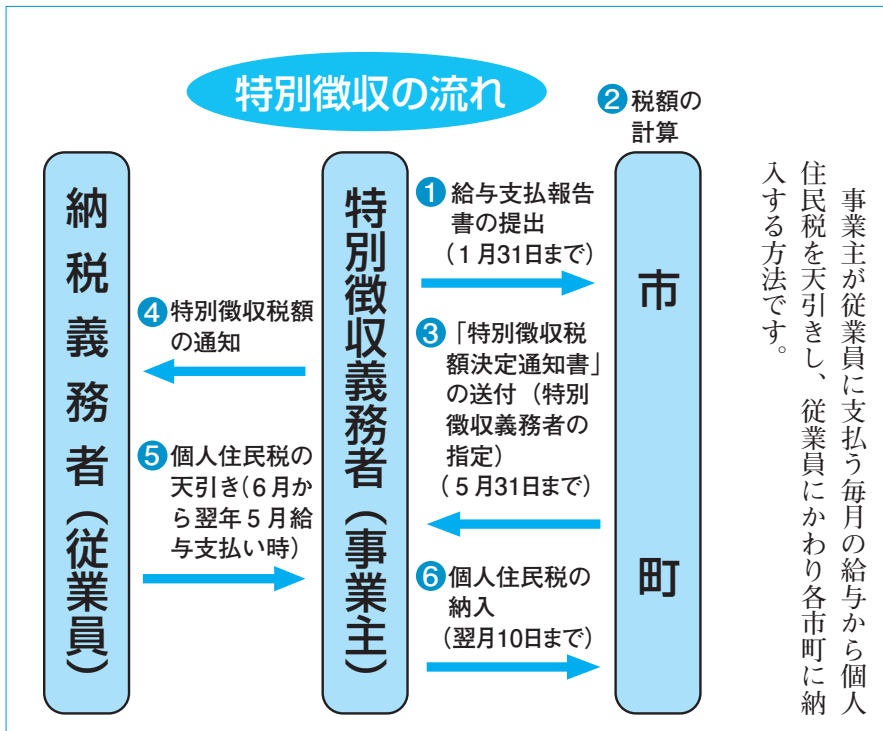 特別徴収の流れ
事業主が従業員に支払う毎月の給与から個人
住民税を天引きし、従業員にかわり各市町に納
入する方法です。
納税義務者（従業員）
特別徴収義務者（事業主）
市町
❶給与支払報告
書の提出
（１月31日まで）
❷税額の
計算
❸「特別徴収税
額決定通知書」
の送付（特別
徴収義務者の
指定）
（５月31日まで）
❹特別徴収税額
の通知
❺個人住民税の
天引き（６月か
ら翌年５月給
与支払い時）
❻個人住民税の
納入
（翌月10日まで）